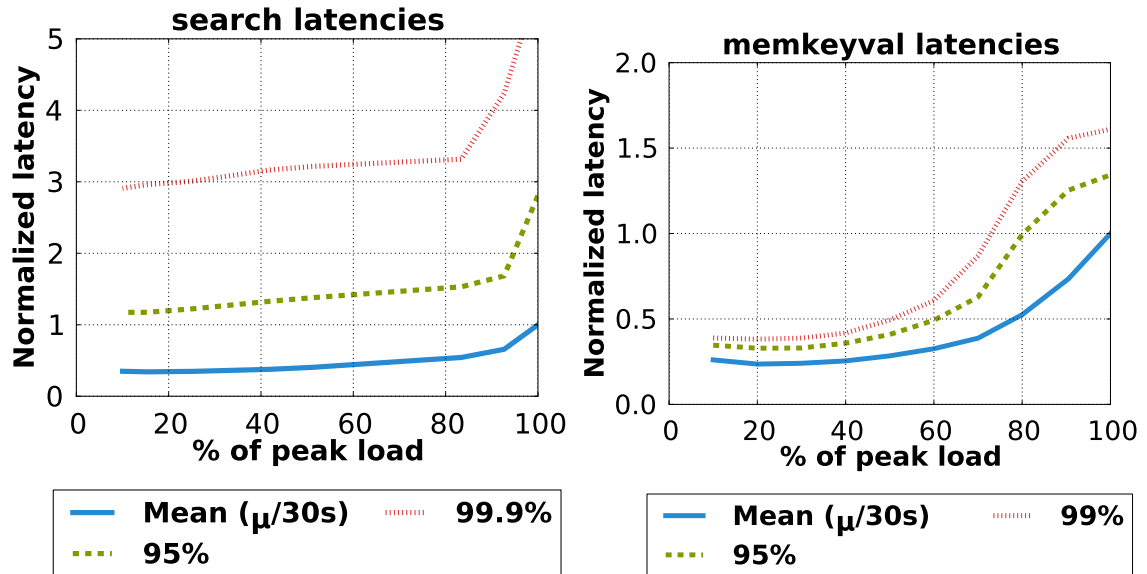 search latencies
Normalized latency
5
4
3
2
1
0
0 20 40 60 80 100
% of peak load
Mean (μ/30s) 99.9%
95%
memkeyval latencies
Normalized latency
2.0
1.5
1.0
0.5
0.0
0 20 40 60 80 100
% of peak load
Mean (μ/30s) 99%
95%